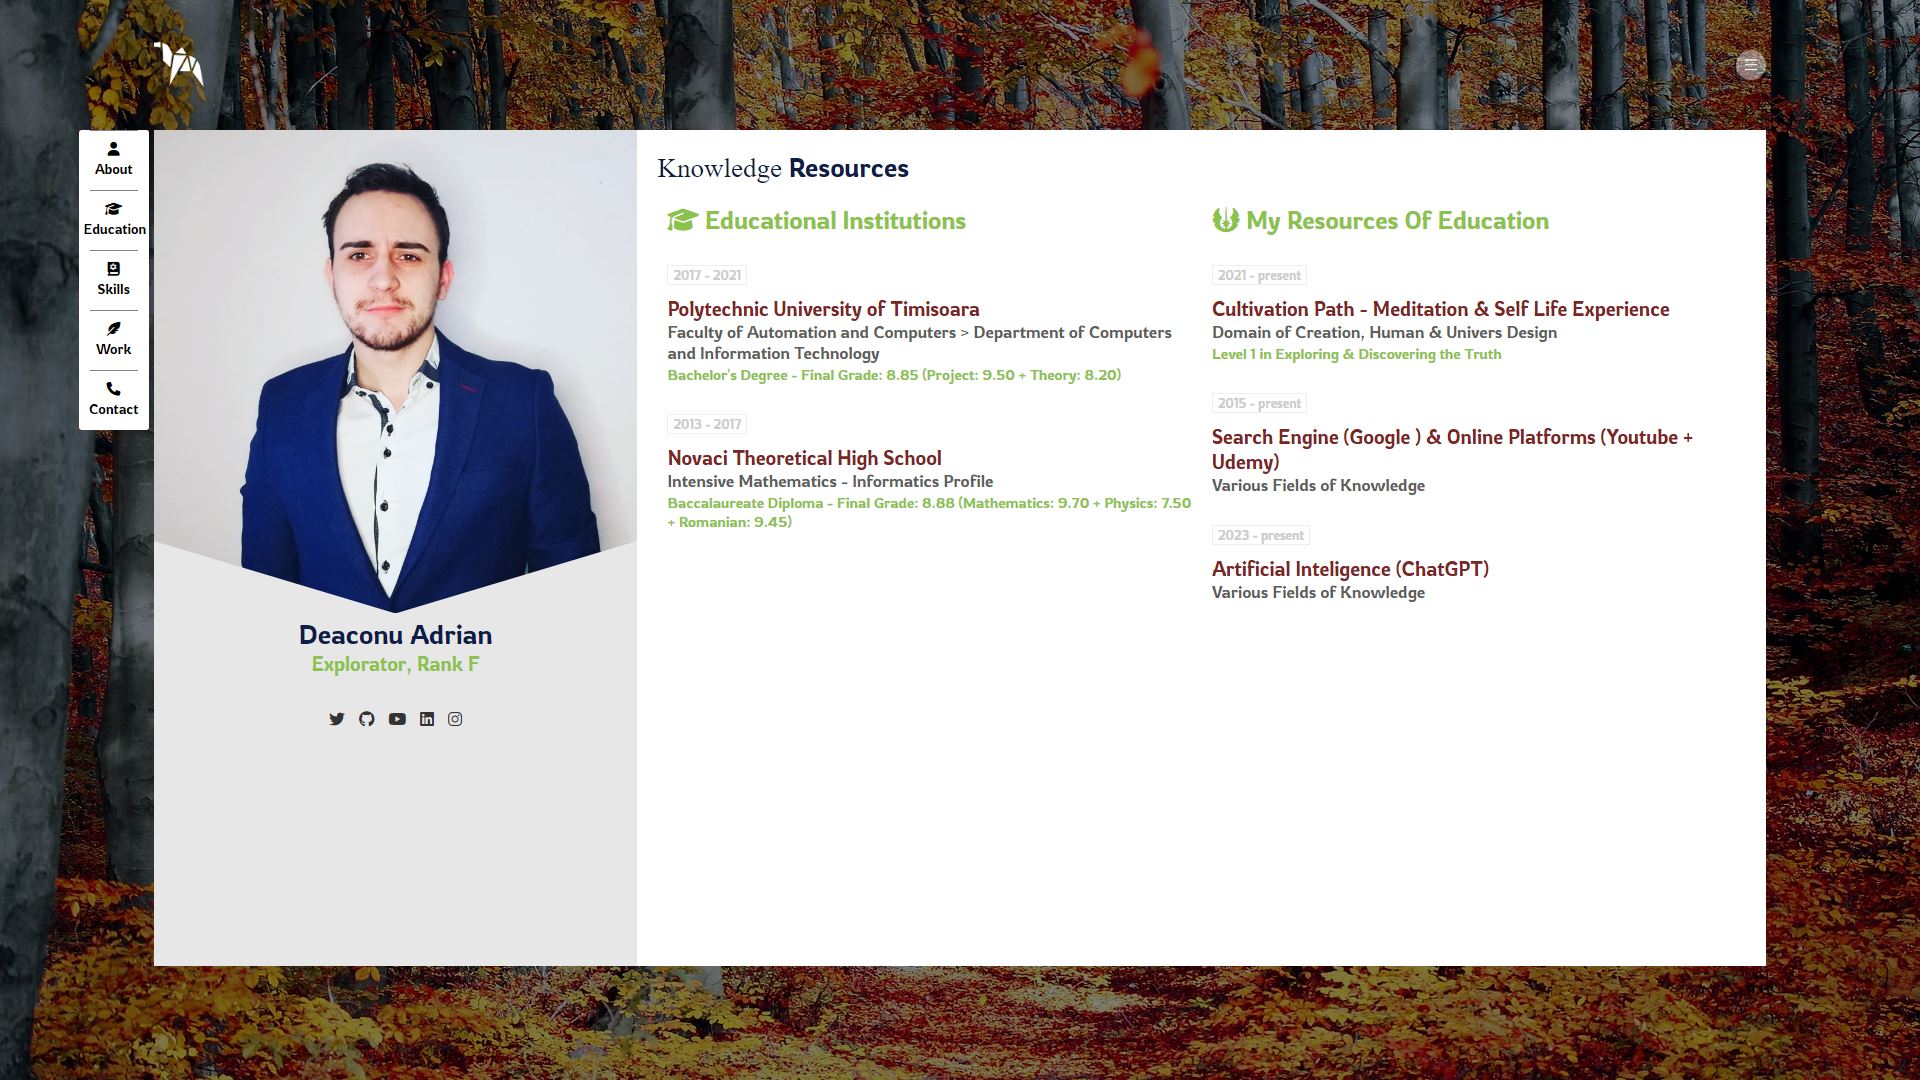 About
Education
Skills
Work
Contact
Deaconu Adrian
Explorator, Rank F
Knowledge Resources
Educational Institutions
2017 - 2021
Polytechnic University of Timisoara
Faculty of Automation and Computers > Department of Computers
and Information Technology
Bachelor's Degree - Final Grade: 8.85 (Project: 9.50 + Theory: 8.20)
2013 - 2017
Novaci Theoretical High School
Intensive Mathematics - Informatics Profile
Baccalaureate Diploma - Final Grade: 8.88 (Mathematics: 9.70 + Physics: 7.50
+ Romanian: 9.45)
My Resources Of Education
2021 - present
Cultivation Path - Meditation & Self Life Experience
Domain of Creation, Human & Univers Design
Level 1 in Exploring & Discovering the Truth
2015 - present
Search Engine (Google ) & Online Platforms (Youtube +
Udemy)
Various Fields of Knowledge
2023 - present
Artificial Inteligence (ChatGPT)
Various Fields of Knowledge